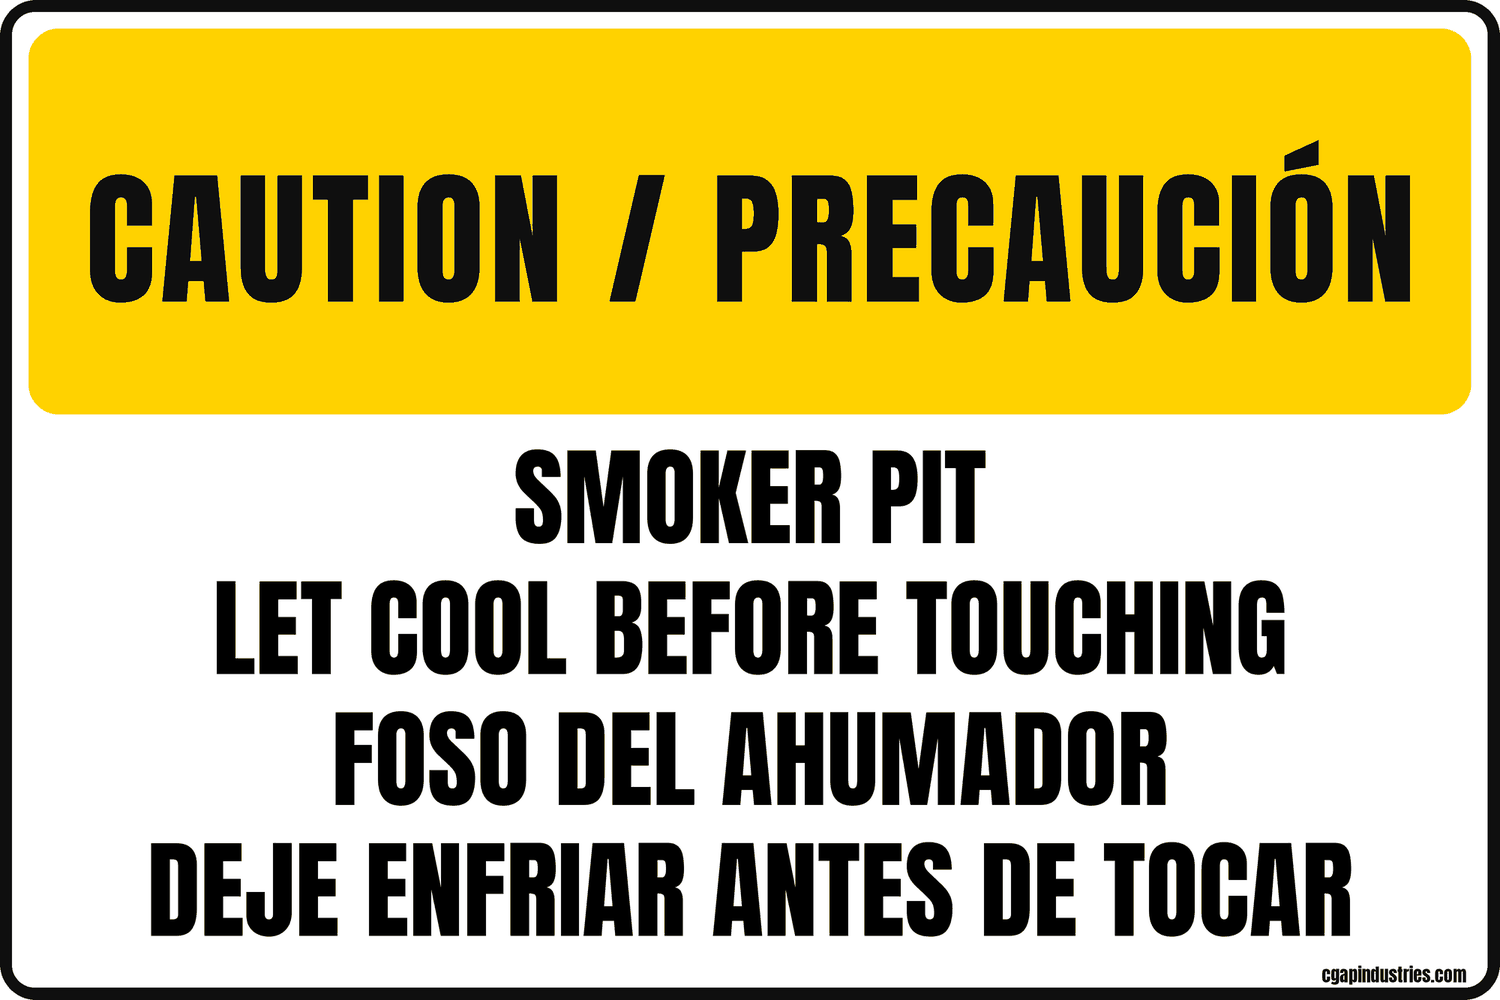 CAUTION / PRECAUCIÓN
SMOKER PIT
LET COOL BEFORE TOUCHING
FOSO DEL AHUMADOR
DEJE ENFRIAR ANTES DE TOCAR
cgapindustries.com